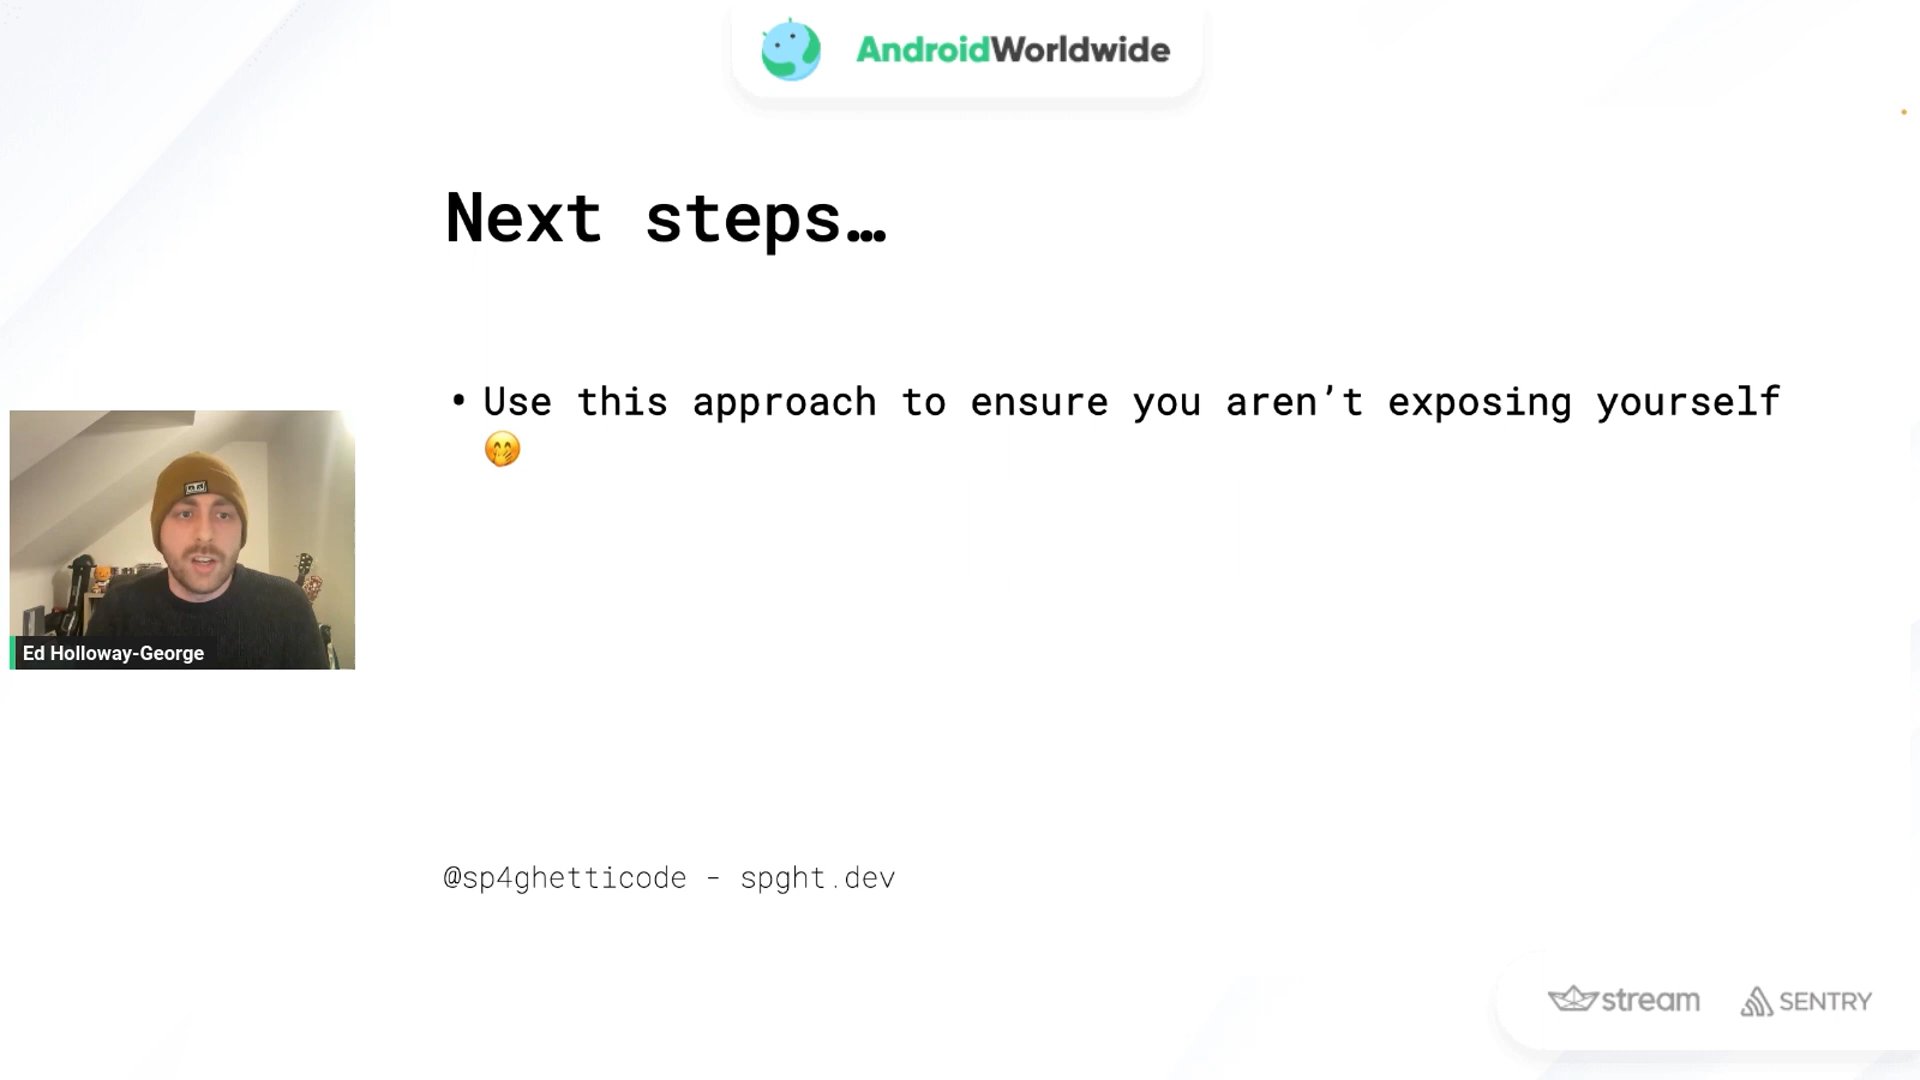 AndroidWorldwide
Next steps…
• Use this approach to ensure you aren’t exposing yourself
🤭
Ed Holloway-George
@sp4ghetticode - spght.dev
stream SENTRY